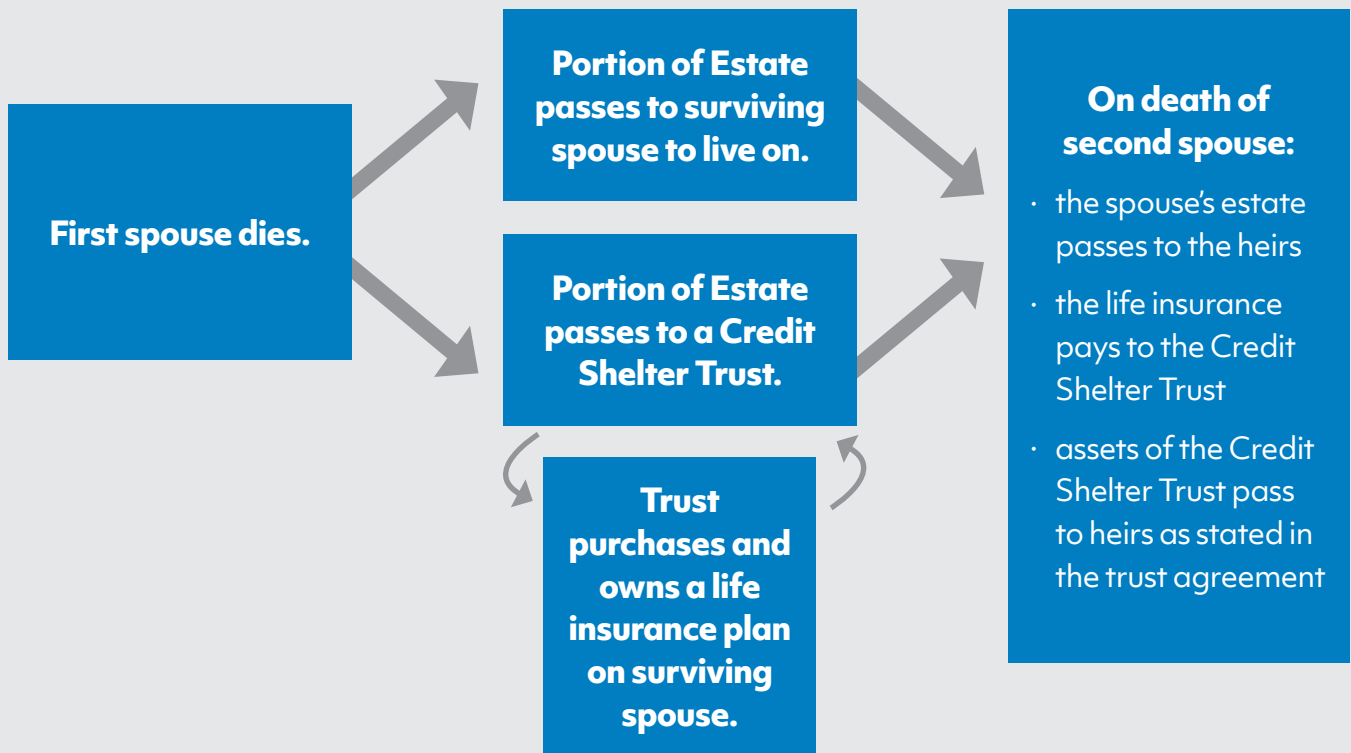 First spouse dies.
Portion of Estate
passes to surviving
spouse to live on.
Portion of Estate
passes to a Credit
Shelter Trust.
Trust
purchases and
owns a life
insurance plan
on surviving
spouse.
On death of
second spouse:
· the spouse’s estate
passes to the heirs
· the life insurance
pays to the Credit
Shelter Trust
· assets of the Credit
Shelter Trust pass
to heirs as stated in
the trust agreement